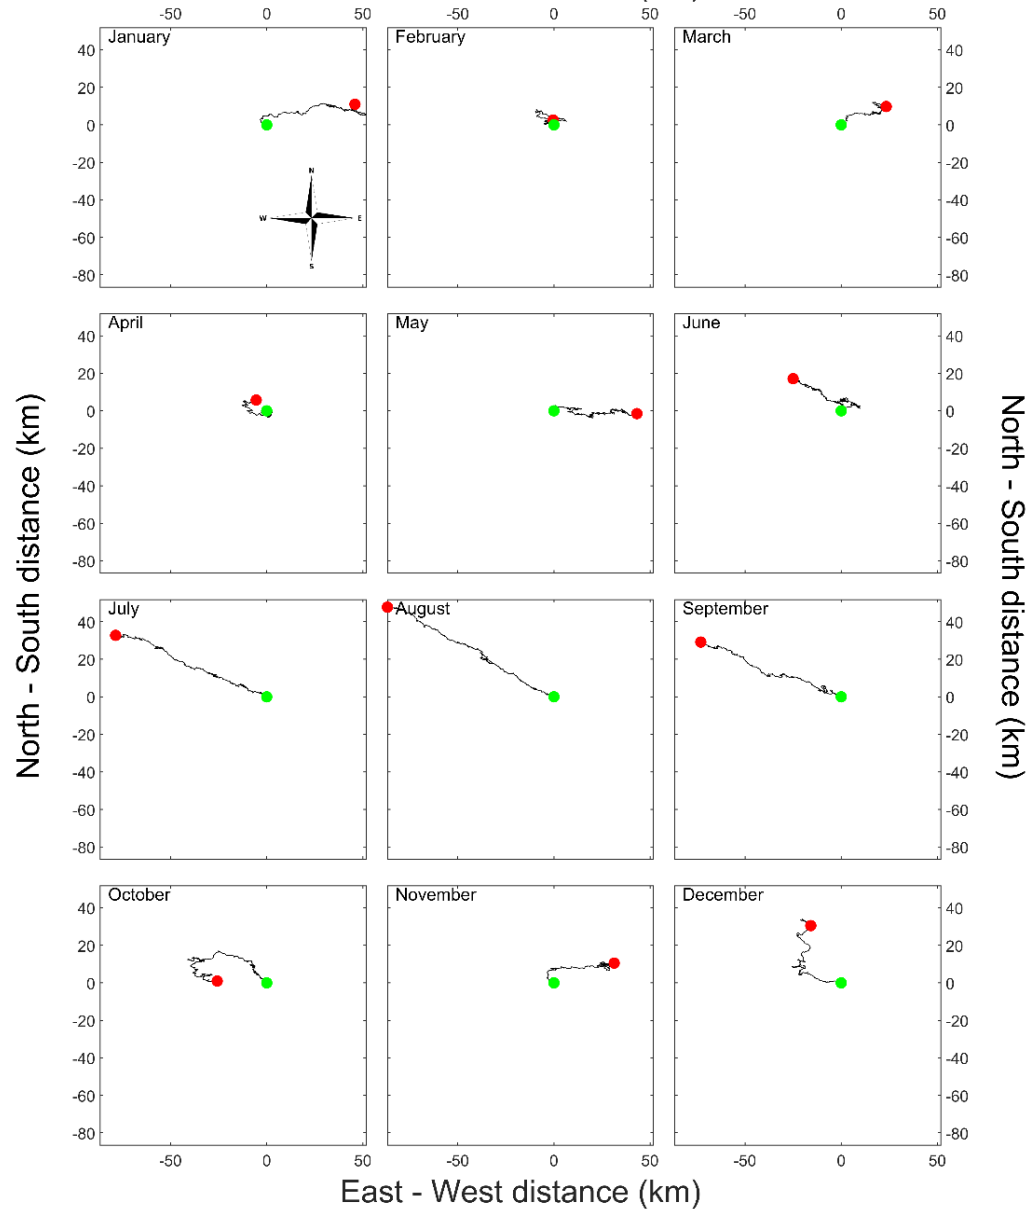 -50 0 50 -50 0 50 -50 0 50
January February March
40 40
20 20
0 0
-20 -20
N
-40 -40
W E
-60 -60
S
-80 -80
April May June
40 40
20 20
0 0
-20 -20
-40 -40
-60 -60
-80 -80
July August September
40 40
20 20
0 0
-20 -20
-40 -40
-60 -60
-80 -80
October November December
40 40
20 20
0 0
-20 -20
-40 -40
-60 -60
-80 -80
-50 0 50 -50 0 50 -50 0 50
East - West distance (km)
North - South distance (km)
North - South distance (km)